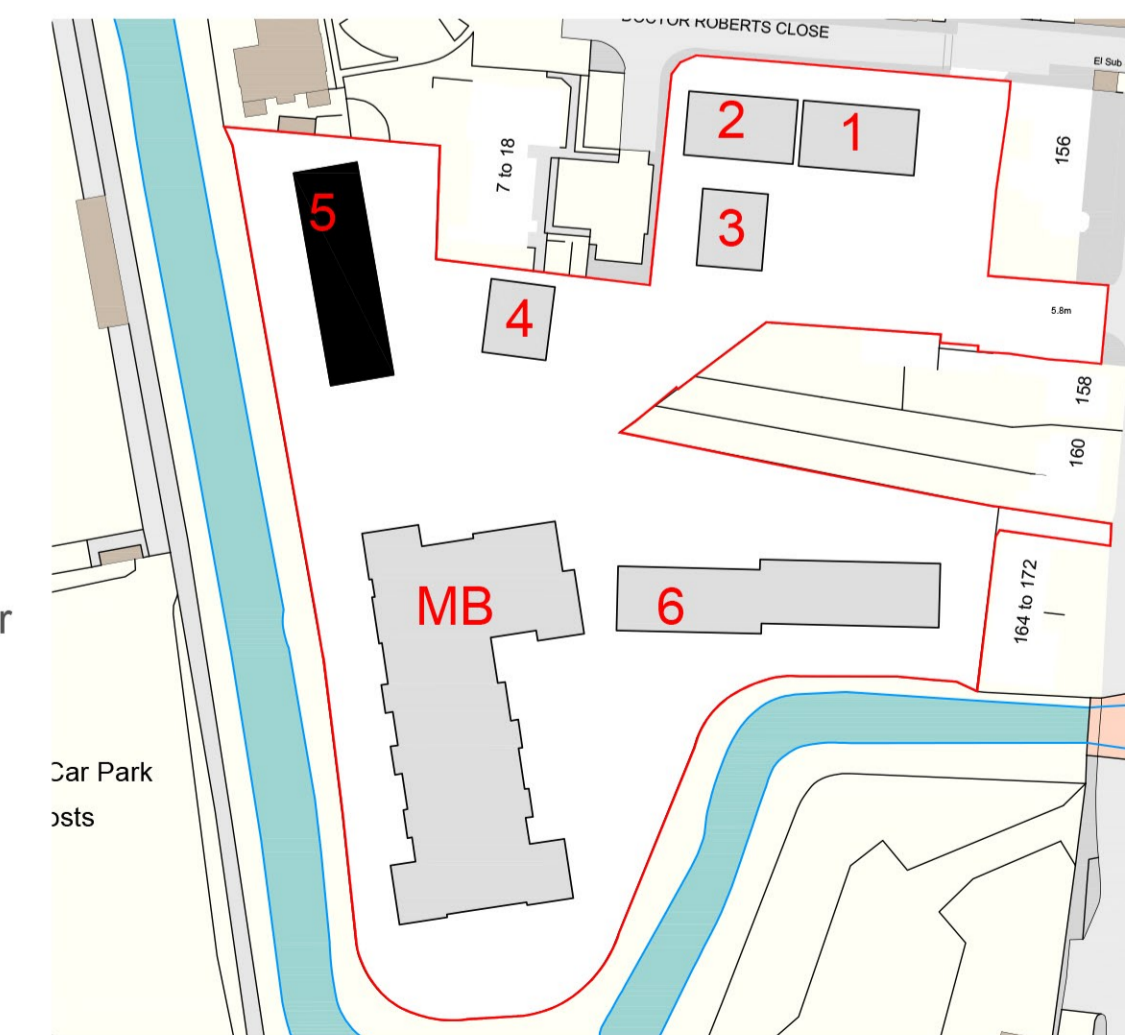 DOCTOR ROBERTS CLOSE
El Sub
2
1
156
7 to 18
5
3
4
5.8m
158
160
MB
6
164 to 172
r
Car Park
osts